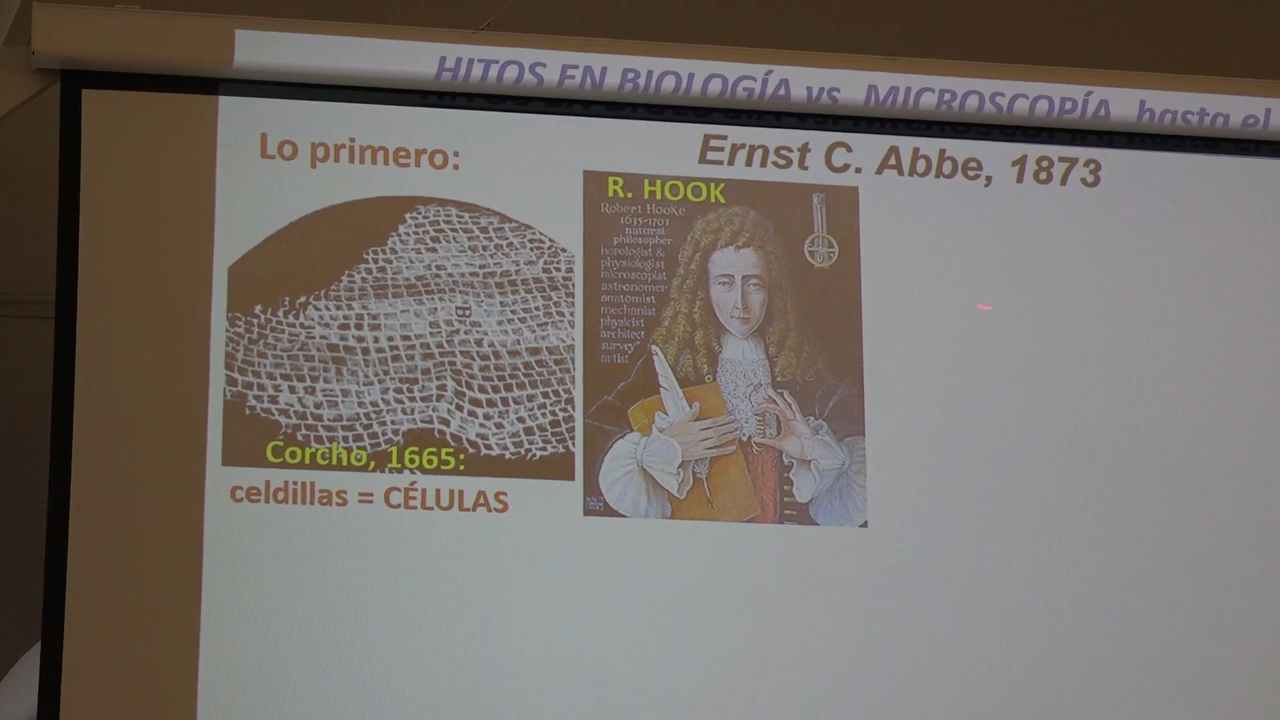 HITOS EN BIOLOGÍA vs. MICROSCOPÍA, hasta el
Lo primero:
Ernst C. Abbe, 1873
R. HOOK
Robert Hooke
1635-1703
natural
philosopher
horologist &
physiologist
microscopist
astronomer
anatomist
mechanist
physicist
architect
survey
artist
B
Corcho, 1665:
celdillas = CÉLULAS